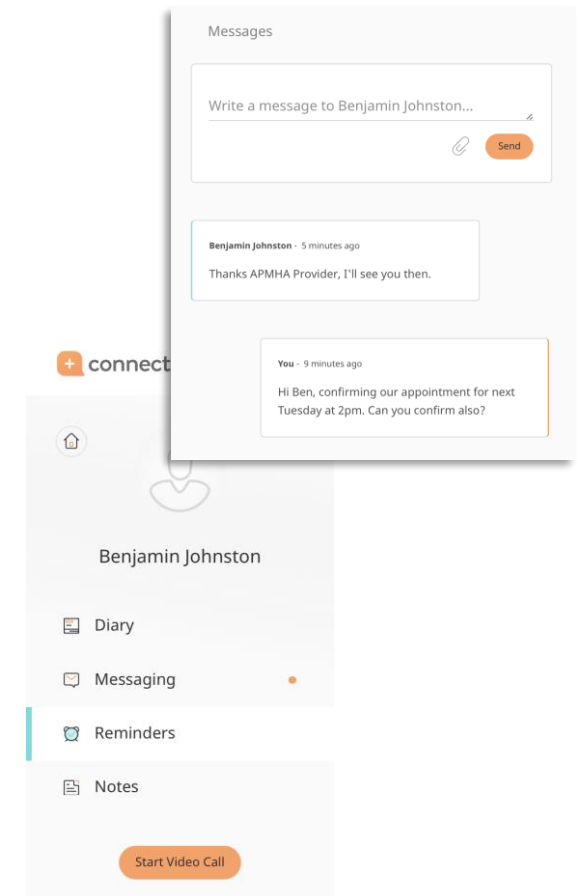 Messages
Write a message to Benjamin Johnston...
Send
Benjamin Johnston - 5 minutes ago
Thanks APMHA Provider, I'll see you then.
You - 9 minutes ago
Hi Ben, confirming our appointment for next
Tuesday at 2pm. Can you confirm also?
connect
Benjamin Johnston
Diary
Messaging
Reminders
Notes
Start Video Call